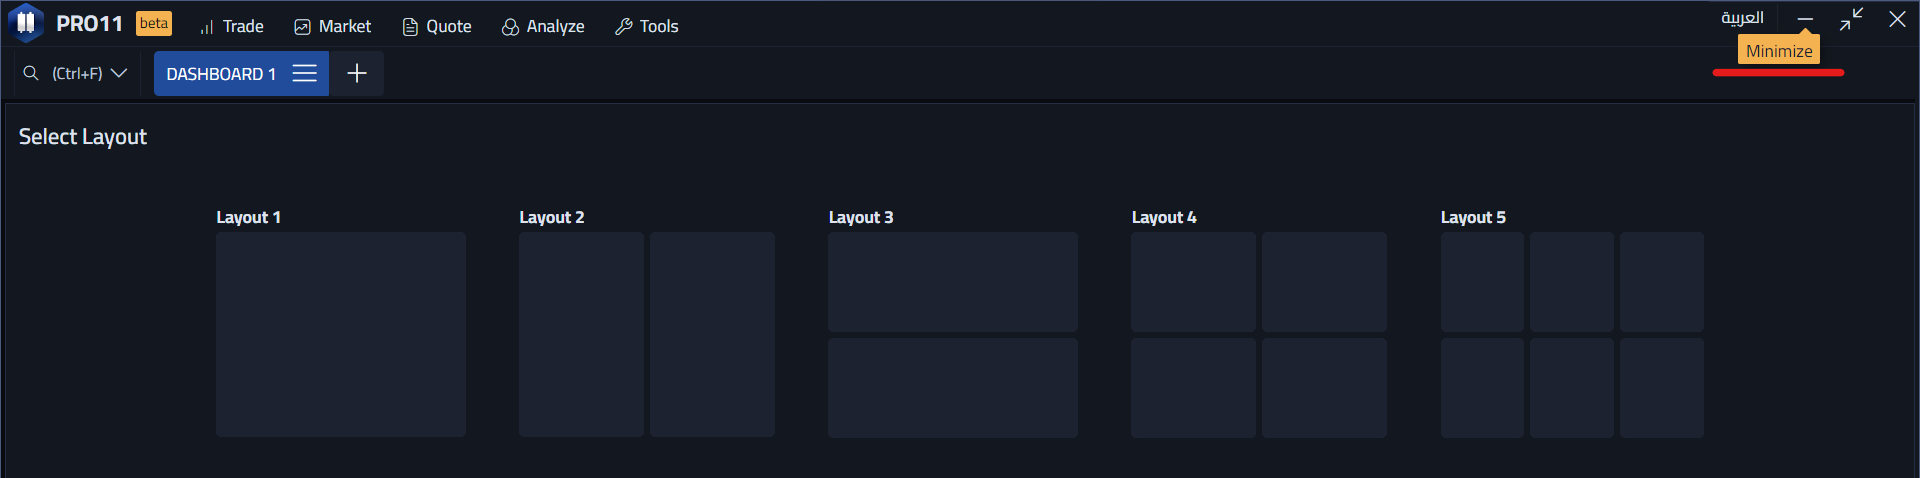 PRO11 beta Trade Market Quote Analyze Tools العربية
Minimize
(Ctrl+F) DASHBOARD 1
Select Layout
Layout 1 Layout 2 Layout 3 Layout 4 Layout 5